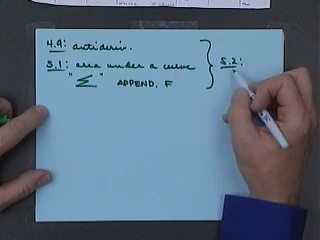 4.9: antideriv.
5.1: area under a curve
"Σ" APPEND. F
5.2: